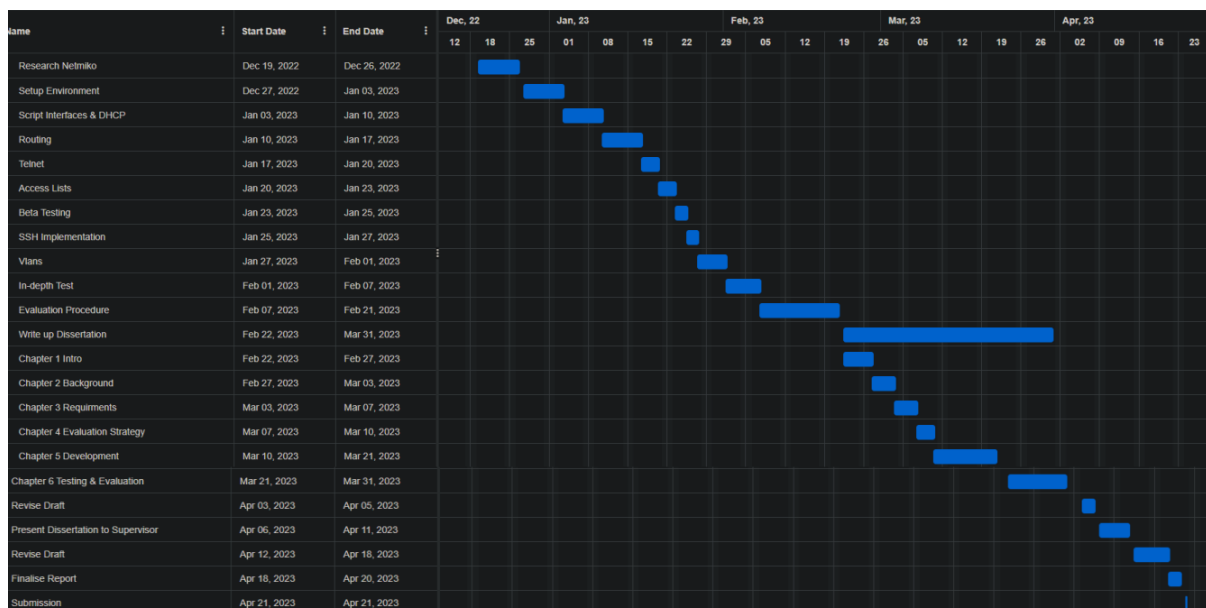 Dec, 22 Jan, 23 Feb, 23 Mar, 23 Apr, 23
Name Start Date End Date
12 18 25 01 08 15 22 29 05 12 19 26 05 12 19 26 02 09 16 23
Research Netmiko Dec 19, 2022 Dec 26, 2022
Setup Environment Dec 27, 2022 Jan 03, 2023
Script Interfaces & DHCP Jan 03, 2023 Jan 10, 2023
Routing Jan 10, 2023 Jan 17, 2023
Telnet Jan 17, 2023 Jan 20, 2023
Access Lists Jan 20, 2023 Jan 23, 2023
Beta Testing Jan 23, 2023 Jan 25, 2023
SSH Implementation Jan 25, 2023 Jan 27, 2023
Vlans Jan 27, 2023 Feb 01, 2023
In-depth Test Feb 01, 2023 Feb 07, 2023
Evaluation Procedure Feb 07, 2023 Feb 21, 2023
Write up Dissertation Feb 22, 2023 Mar 31, 2023
Chapter 1 Intro Feb 22, 2023 Feb 27, 2023
Chapter 2 Background Feb 27, 2023 Mar 03, 2023
Chapter 3 Requirments Mar 03, 2023 Mar 07, 2023
Chapter 4 Evaluation Strategy Mar 07, 2023 Mar 10, 2023
Chapter 5 Development Mar 10, 2023 Mar 21, 2023
Chapter 6 Testing & Evaluation Mar 21, 2023 Mar 31, 2023
Revise Draft Apr 03, 2023 Apr 05, 2023
Present Dissertation to Supervisor Apr 06, 2023 Apr 11, 2023
Revise Draft Apr 12, 2023 Apr 18, 2023
Finalise Report Apr 18, 2023 Apr 20, 2023
Submission Apr 21, 2023 Apr 21, 2023